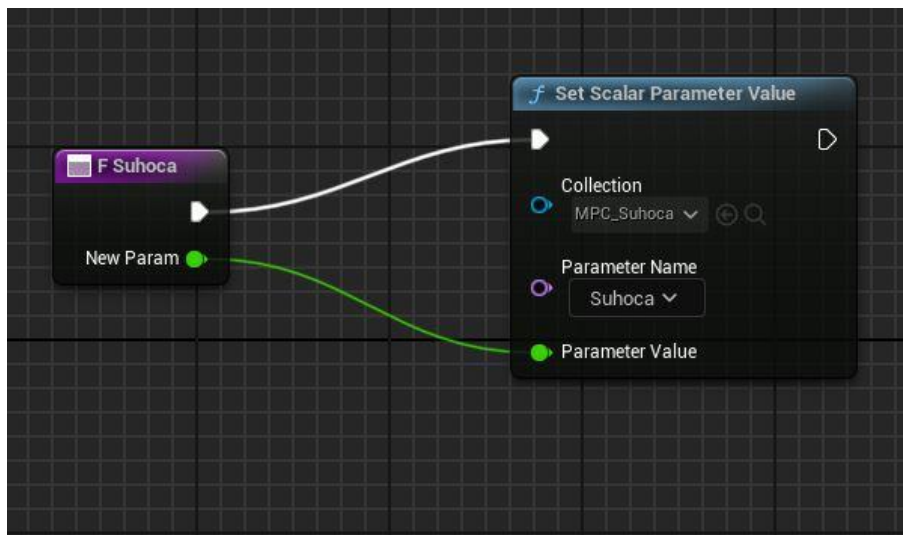 F Suhoca
New Param
Set Scalar Parameter Value
Collection
MPC_Suhoca
Parameter Name
Suhoca
Parameter Value